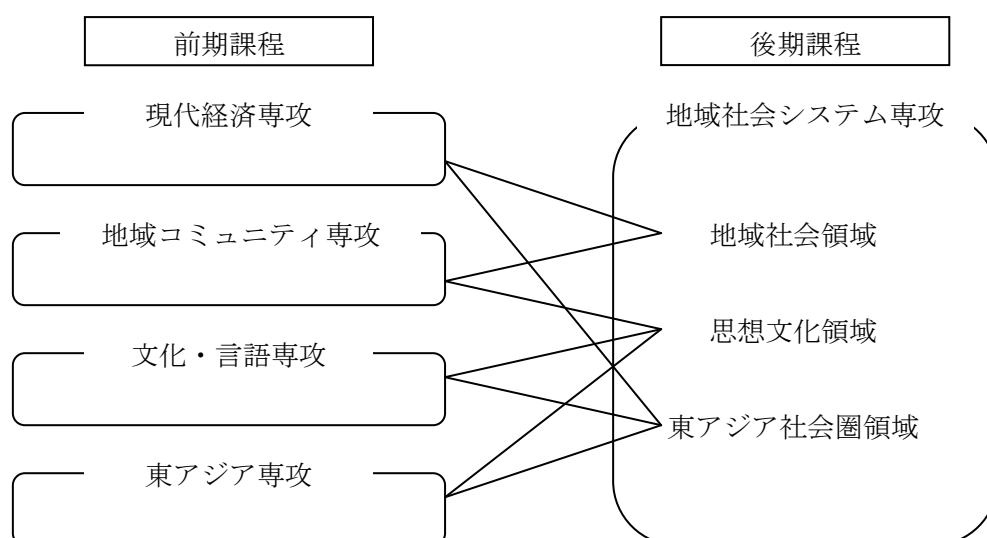 前期課程
後期課程
現代経済専攻
地域コミュニティ専攻
文化・言語専攻
東アジア専攻
地域社会システム専攻
地域社会領域
思想文化領域
東アジア社会圏領域